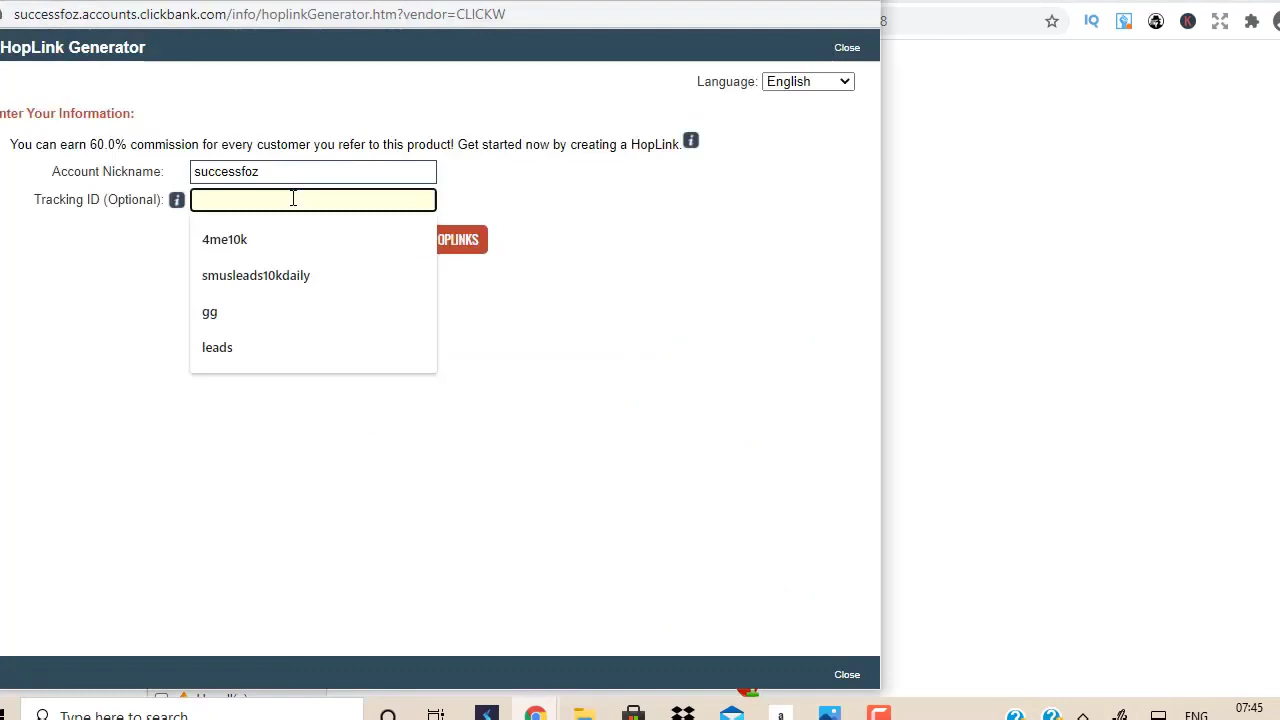 successfoz.accounts.clickbank.com/info/hoplinkGenerator.htm?vendor=CLICKW
8
IQ
K
HopLink Generator
Close
Language: English
nter Your Information:
You can earn 60.0% commission for every customer you refer to this product! Get started now by creating a HopLink.
Account Nickname: successfoz
Tracking ID (Optional):
4me10k
OPLINKS
smusleads10kdaily
gg
leads
Close
Type here to search
a
ENG
07:45